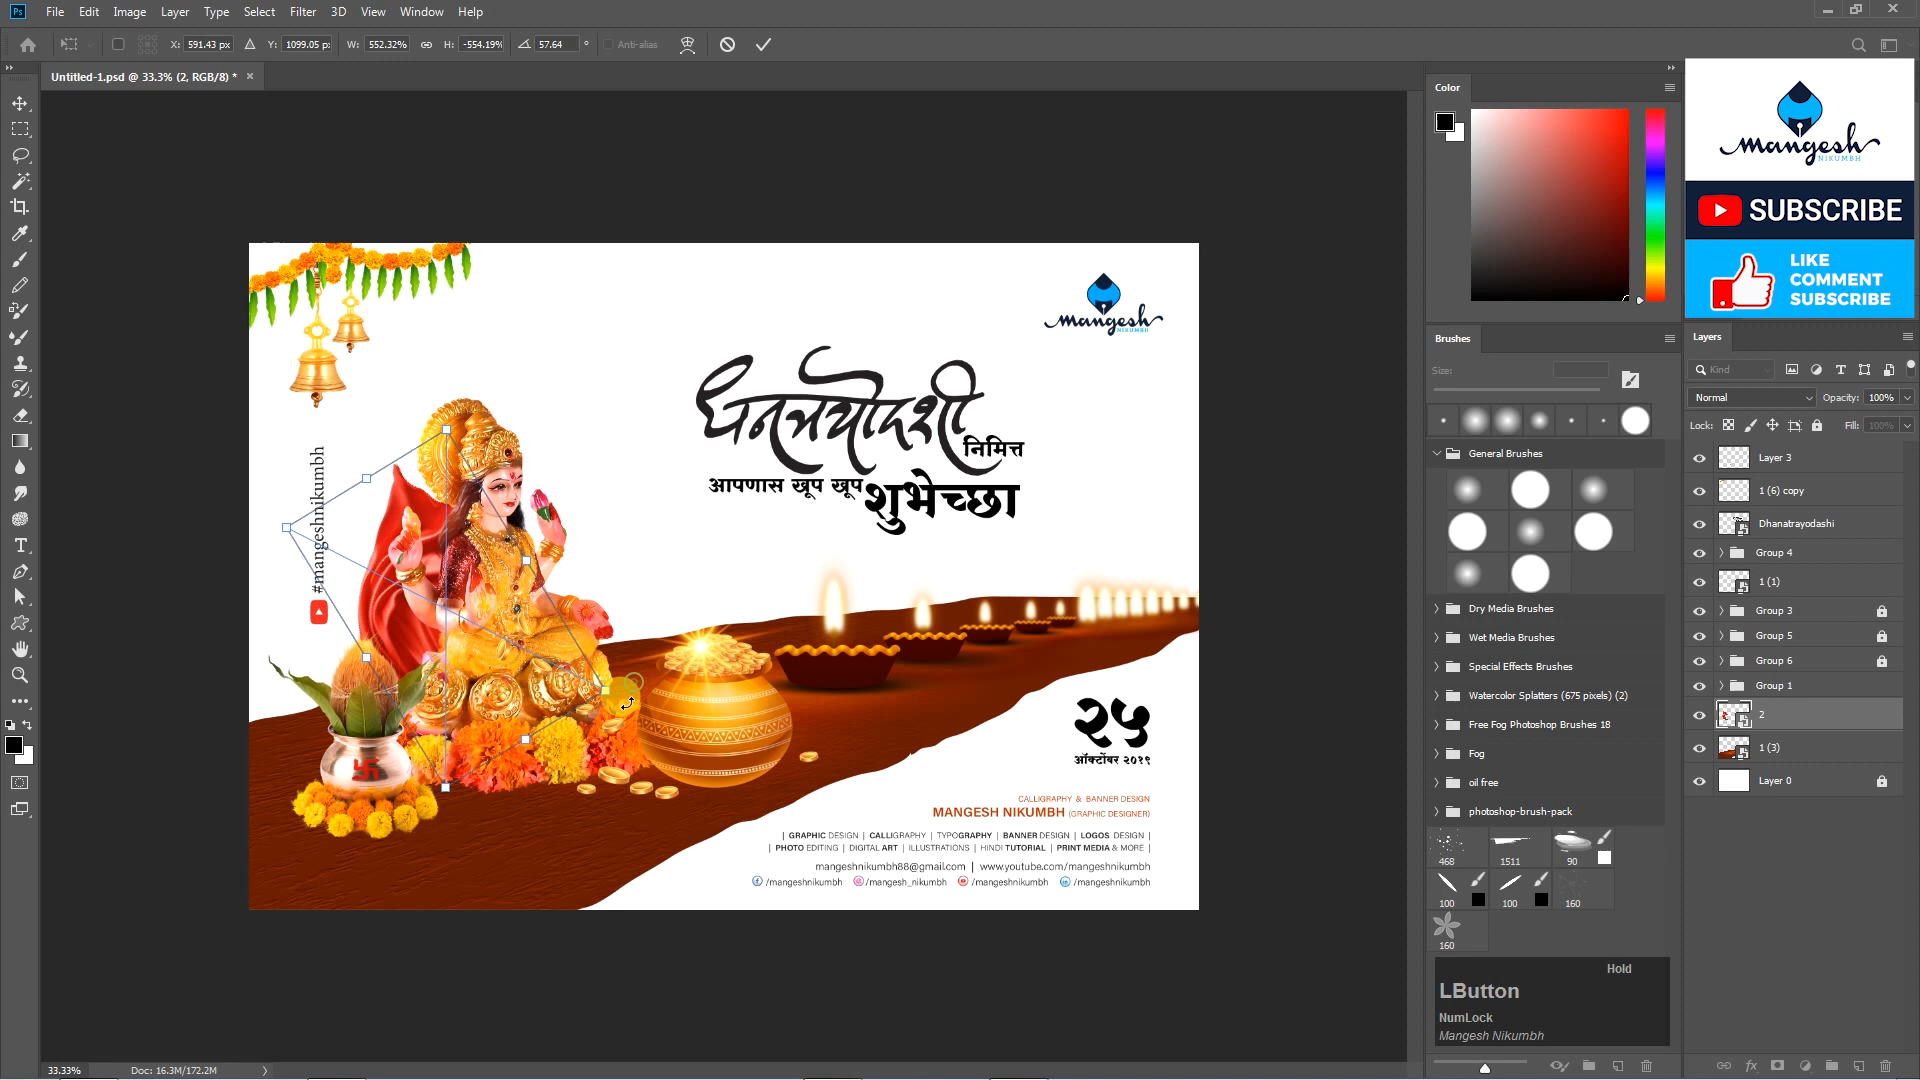 Ps File Edit Image Layer Type Select Filter 3D View Window Help
X: 591.43 px Y: 1099.05 p: W: 552.32% H: -554.19% 57.64 ° Anti-alias
Untitled-1.psd @ 33.3% (2, RGB/8) *
mangesh
NIKUMBH
धनत्रयोदशी
निमित्त
आपणास खूप खूप
शुभेच्छा
#mangeshnikumbh
२५
ऑक्टोंबर २०१९
CALLIGRAPHY & BANNER DESIGN
MANGESH NIKUMBH (GRAPHIC DESIGNER)
| GRAPHIC DESIGN | CALLIGRAPHY | TYPOGRAPHY | BANNER DESIGN | LOGOS DESIGN |
| PHOTO EDITING | DIGITAL ART | ILLUSTRATIONS | HINDI TUTORIAL | PRINT MEDIA & MORE |
mangeshnikumbh88@gmail.com | www.youtube.com/mangeshnikumbh
/mangeshnikumbh /mangesh_nikumbh /mangeshnikumbh /mangeshnikumbh
33.33% Doc: 16.3M/172.2M
Color
Brushes
Size:
General Brushes
Dry Media Brushes
Wet Media Brushes
Special Effects Brushes
Watercolor Splatters (675 pixels) (2)
Free Fog Photoshop Brushes 18
Fog
oil free
photoshop-brush-pack
468 1511 90
100 100 160
160
Hold
LButton
NumLock
Mangesh Nikumbh
mangesh
NIKUMBH
SUBSCRIBE
LIKE
COMMENT
SUBSCRIBE
Layers
Kind
Normal Opacity: 100%
Lock: Fill: 100%
Layer 3
1 (6) copy
Dhanatrayodashi
Group 4
1 (1)
Group 3
Group 5
Group 6
Group 1
2
1 (3)
Layer 0